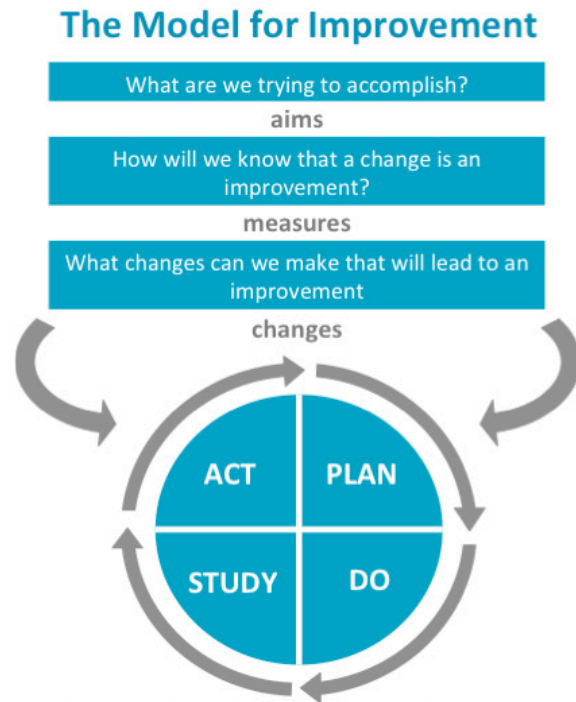 The Model for Improvement
What are we trying to accomplish?
aims
How will we know that a change is an
improvement?
measures
What changes can we make that will lead to an
improvement
changes
ACT
PLAN
STUDY
DO